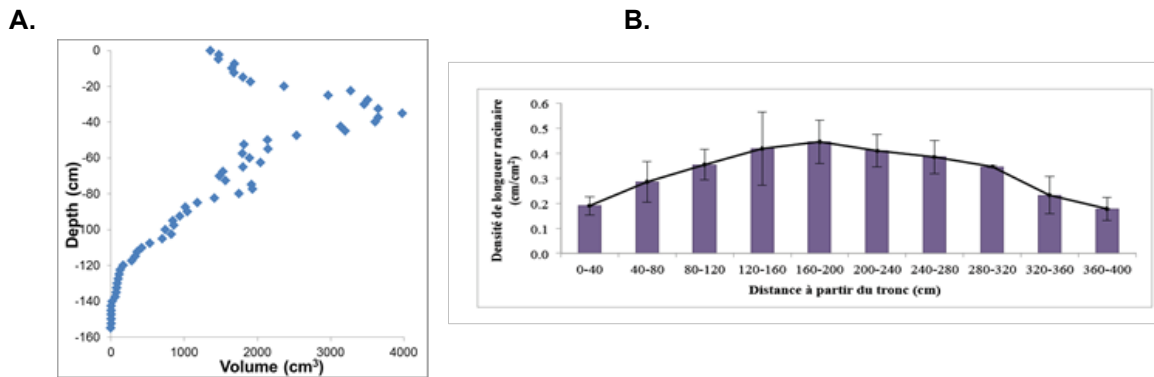 A.
B.
0
-20
-40
-60
-80
-100
-120
-140
-160
Depth (cm)
0 1000 2000 3000 4000
Volume (cm³)
Densité de longueur racinaire
(cm/cm²)
0.6
0.5
0.4
0.3
0.2
0.1
0.0
0-40 40-80 80-120 120-160 160-200 200-240 240-280 280-320 320-360 360-400
Distance à partir du tronc (cm)